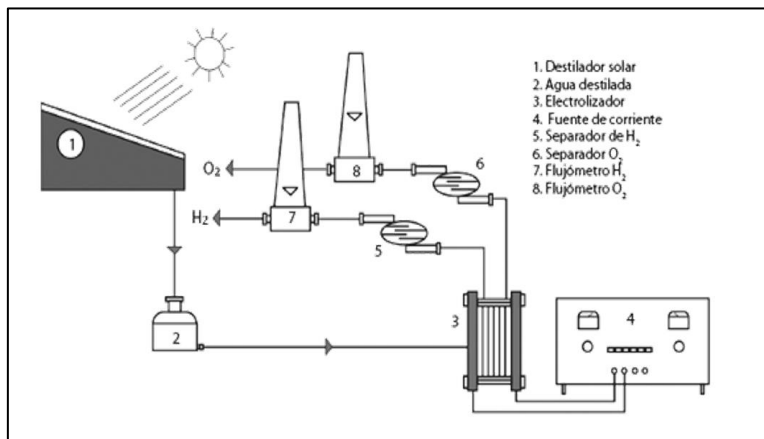 1. Destilador solar
2. Agua destilada
3. Electrolizador
4. Fuente de corriente
5. Separador de H₂
6. Separador O₂
7. Flujómetro H₂
8. Flujómetro O₂
1
O₂
8
6
H₂
7
5
2
3
4